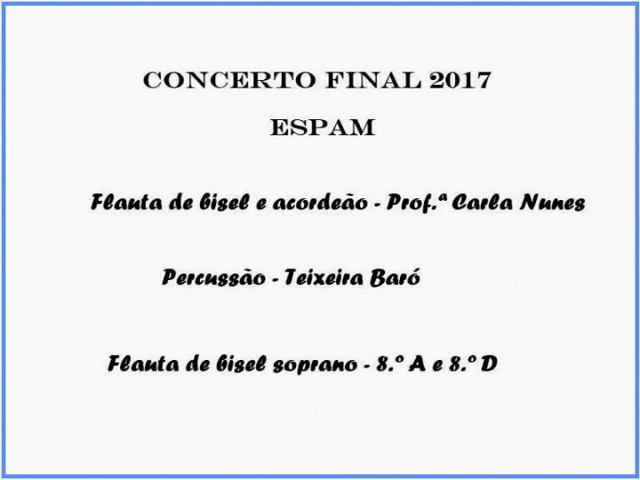 CONCERTO FINAL 2017
ESPAM
Flauta de bisel e acordeão - Prof.ª Carla Nunes
Percussão - Teixeira Baró
Flauta de bisel soprano - 8.º A e 8.º D